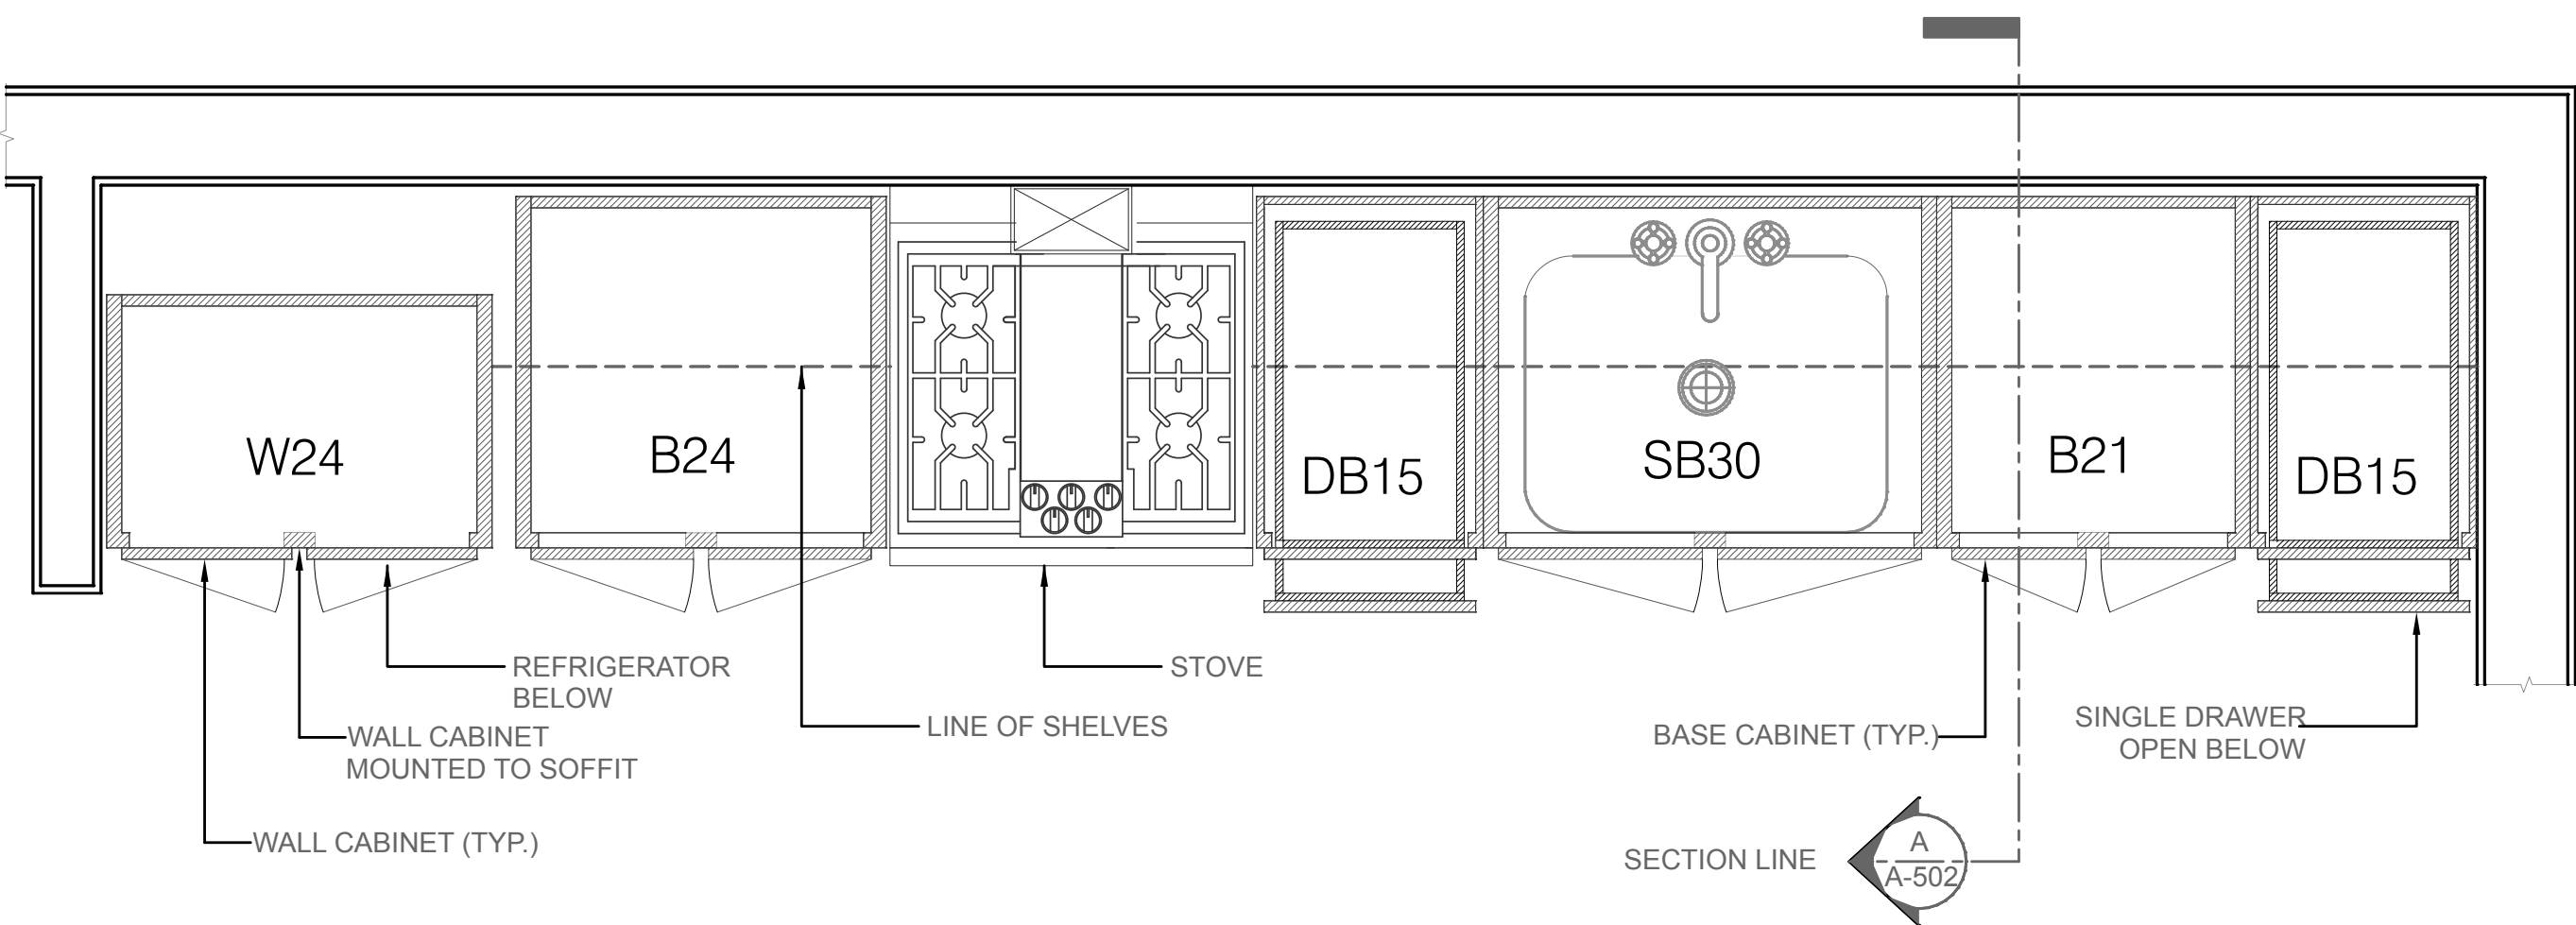 W24
B24
DB15
SB30
B21
DB15
REFRIGERATOR
BELOW
STOVE
WALL CABINET
MOUNTED TO SOFFIT
LINE OF SHELVES
BASE CABINET (TYP.)
SINGLE DRAWER
OPEN BELOW
WALL CABINET (TYP.)
SECTION LINE
A
A-502